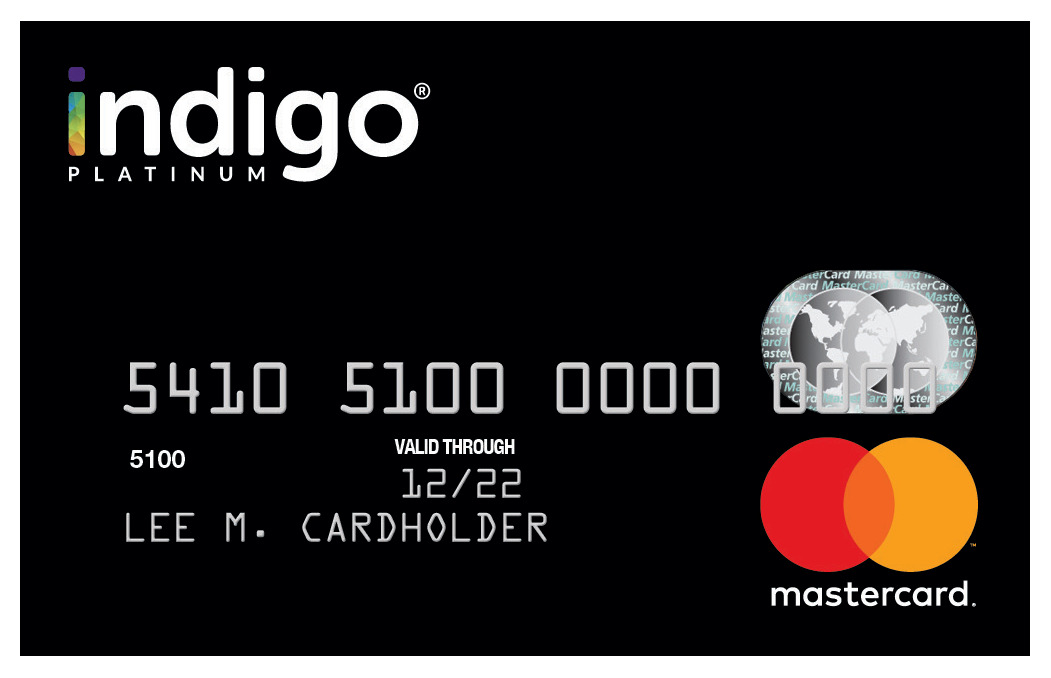 indigo®
PLATINUM
5410 5100 0000 0000
5100
VALID THROUGH
12/22
LEE M. CARDHOLDER
mastercard.